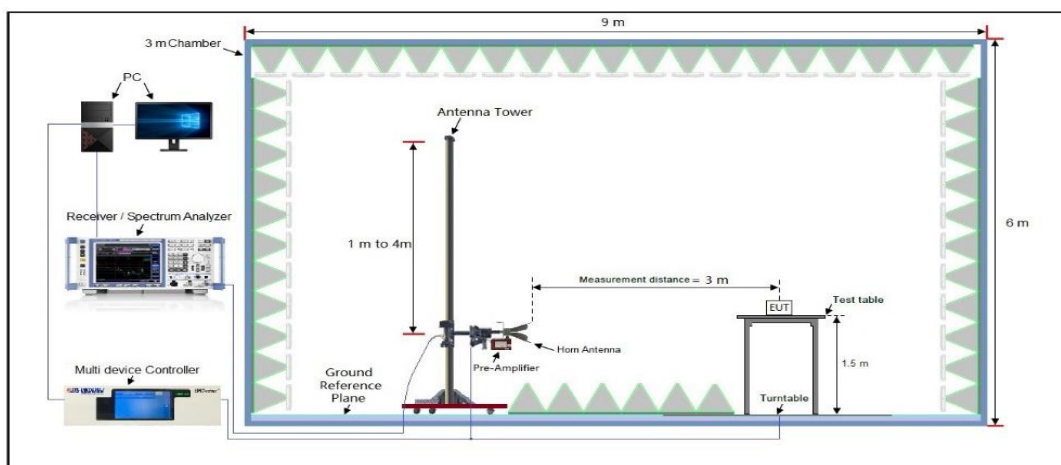 9 m
3 m Chamber
PC
Antenna Tower
Receiver / Spectrum Analyzer
1 m to 4m
6 m
Measurement distance = 3 m
EUT
Test table
Horn Antenna
Pre-Amplifier
1.5 m
Multi device Controller
Ground
Reference
Plane
Turntable